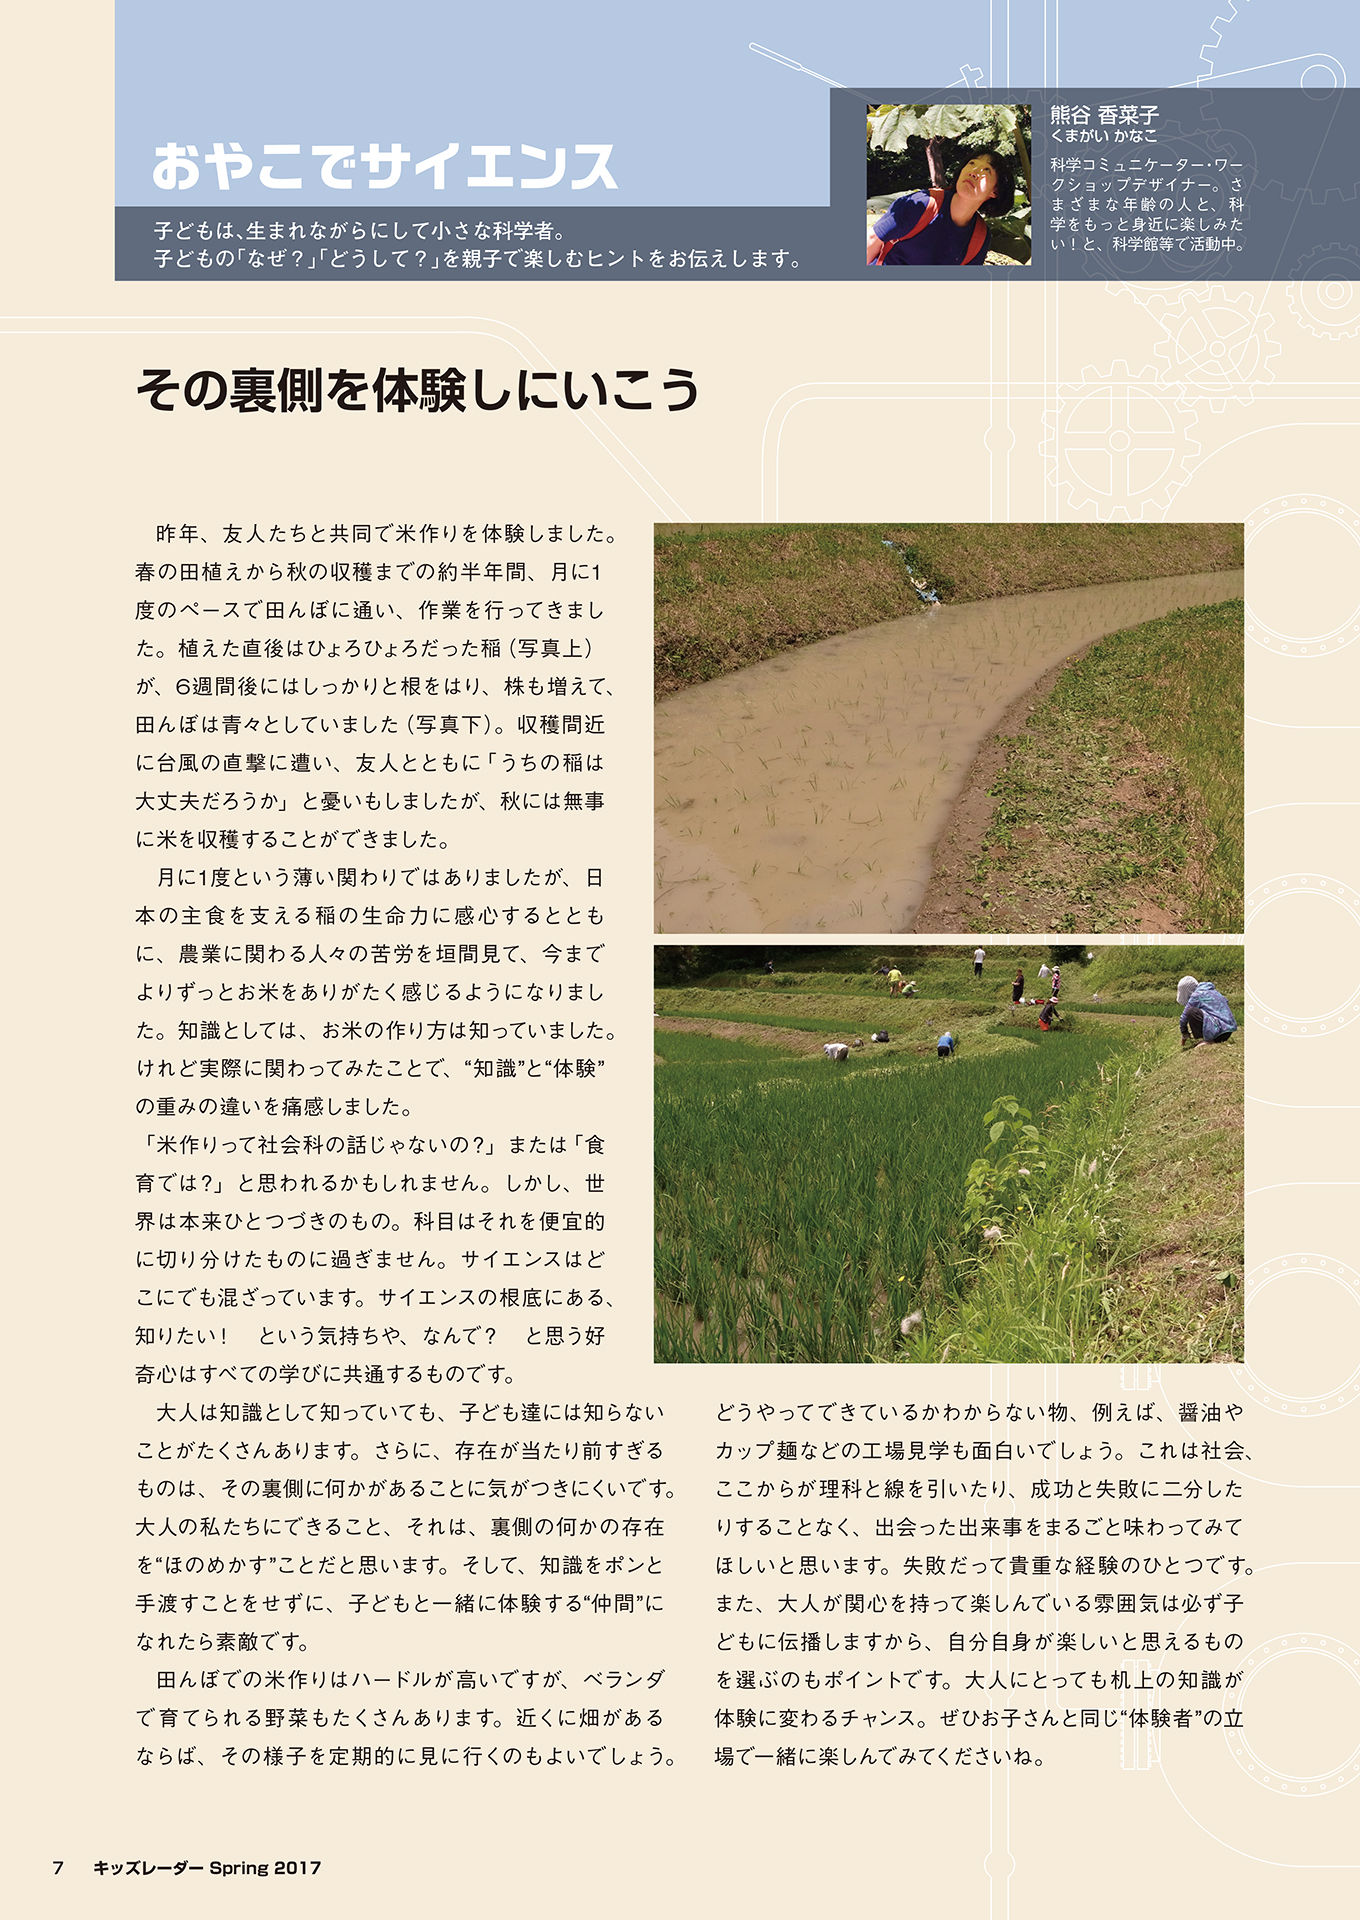 おやこでサイエンス
子どもは、生まれながらにして小さな科学者。
子どもの「なぜ？」「どうして？」を親子で楽しむヒントをお伝えします。
熊谷 香菜子
くまがい かなこ
科学コミュニケーター・ワー
クショップデザイナー。さ
まざまな年齢の人と、科
学をもっと身近に楽しみた
い！と、科学館等で活動中。
その裏側を体験しにいこう
昨年、友人たちと共同で米作りを体験しました。
春の田植えから秋の収穫までの約半年間、月に1
度のペースで田んぼに通い、作業を行ってきまし
た。植えた直後はひょろひょろだった稲（写真上）
が、6週間後にはしっかりと根をはり、株も増えて、
田んぼは青々としていました（写真下）。収穫間近
に台風の直撃に遭い、友人とともに「うちの稲は
大丈夫だろうか」と憂いもしましたが、秋には無事
に米を収穫することができました。
月に1度という薄い関わりではありましたが、日
本の主食を支える稲の生命力に感心するととも
に、農業に関わる人々の苦労を垣間見て、今まで
よりずっとお米をありがたく感じるようになりまし
た。知識としては、お米の作り方は知っていました。
けれど実際に関わってみたことで、“知識”と“体験”
の重みの違いを痛感しました。
「米作りって社会科の話じゃないの？」または「食
育では？」と思われるかもしれません。しかし、世
界は本来ひとつづきのもの。科目はそれを便宜的
に切り分けたものに過ぎません。サイエンスはど
こにでも混ざっています。サイエンスの根底にある、
知りたい！　という気持ちや、なんで？　と思う好
奇心はすべての学びに共通するものです。
大人は知識として知っていても、子ども達には知らない
ことがたくさんあります。さらに、存在が当たり前すぎる
ものは、その裏側に何かがあることに気がつきにくいです。
大人の私たちにできること、それは、裏側の何かの存在
を“ほのめかす”ことだと思います。そして、知識をポンと
手渡すことをせずに、子どもと一緒に体験する“仲間”に
なれたら素敵です。
田んぼでの米作りはハードルが高いですが、ベランダ
で育てられる野菜もたくさんあります。近くに畑がある
ならば、その様子を定期的に見に行くのもよいでしょう。
どうやってできているかわからない物、例えば、醤油や
カップ麺などの工場見学も面白いでしょう。これは社会、
ここからが理科と線を引いたり、成功と失敗に二分した
りすることなく、出会った出来事をまるごと味わってみて
ほしいと思います。失敗だって貴重な経験のひとつです。
また、大人が関心を持って楽しんでいる雰囲気は必ず子
どもに伝播しますから、自分自身が楽しいと思えるもの
を選ぶのもポイントです。大人にとっても机上の知識が
体験に変わるチャンス。ぜひお子さんと同じ“体験者”の立
場で一緒に楽しんでみてくださいね。
7 キッズレーダー Spring 2017